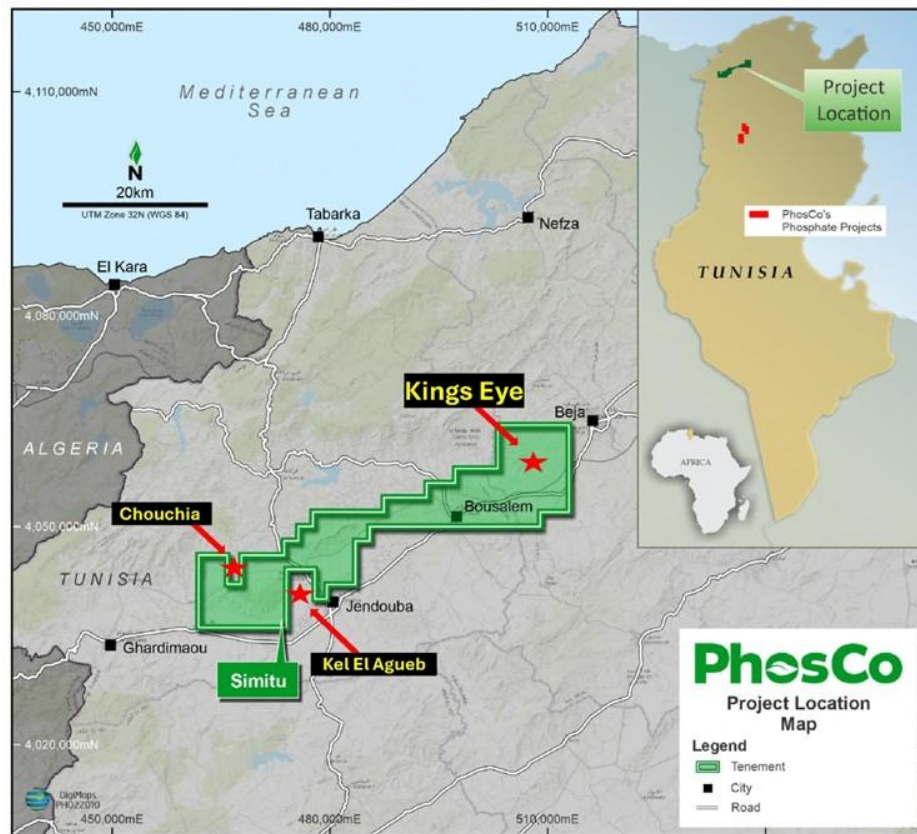 450,000mE
480,000mE
510,000mE
4,110,000mN
Mediterranean
Sea
N
20km
UTM Zone 32N (WGS 84)
Tabarka
Nefza
El Kara
4,080,000mN
Project
Location
PhosCo's
Phosphate Projects
TUNISIA
AFRICA
Kings Eye
Beja
ALGERIA
Chouchia
Bousalem
4,050,000mN
TUNISIA
Jendouba
Ghardimaou
Simitu
Kel El Agueb
PhosCo
Project Location
Map
Legend
Tenement
City
Road
4,020,000mN
DigiMaps
PHO222010
450,000mE
480,000mE
510,000mE